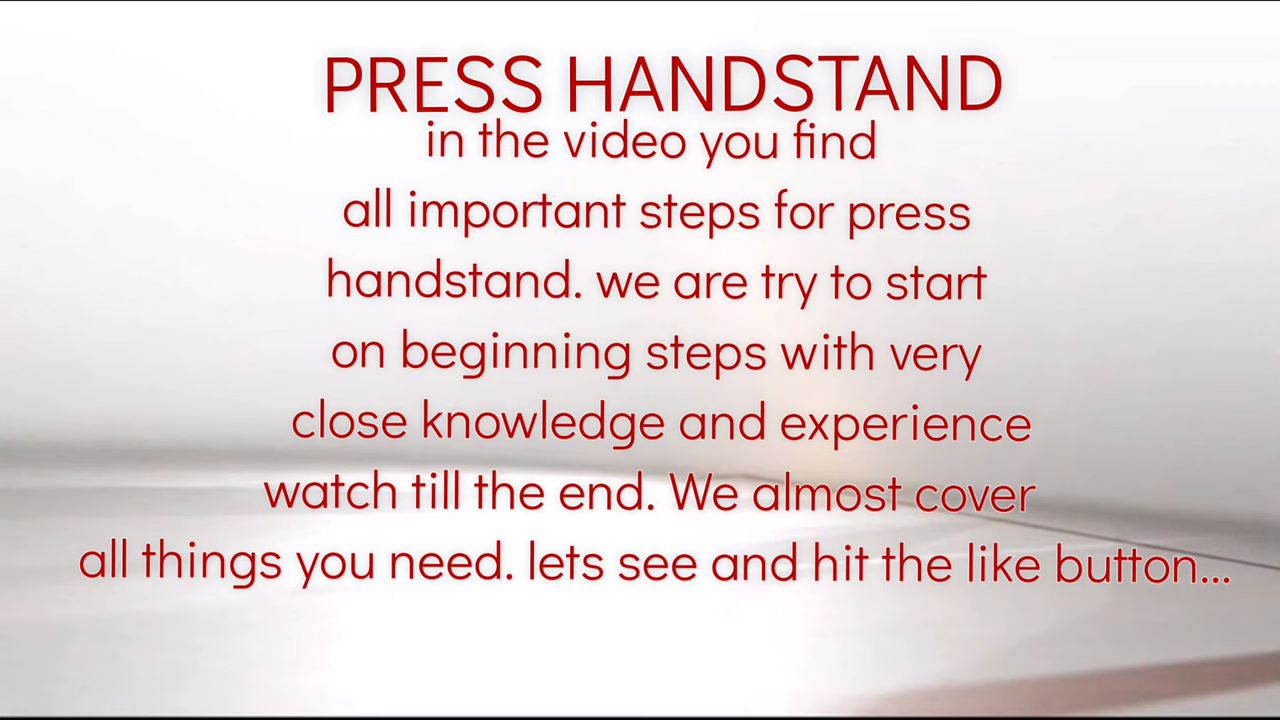 PRESS HANDSTAND
in the video you find
all important steps for press
handstand. we are try to start
on beginning steps with very
close knowledge and experience
watch till the end. We almost cover
all things you need. lets see and hit the like button...